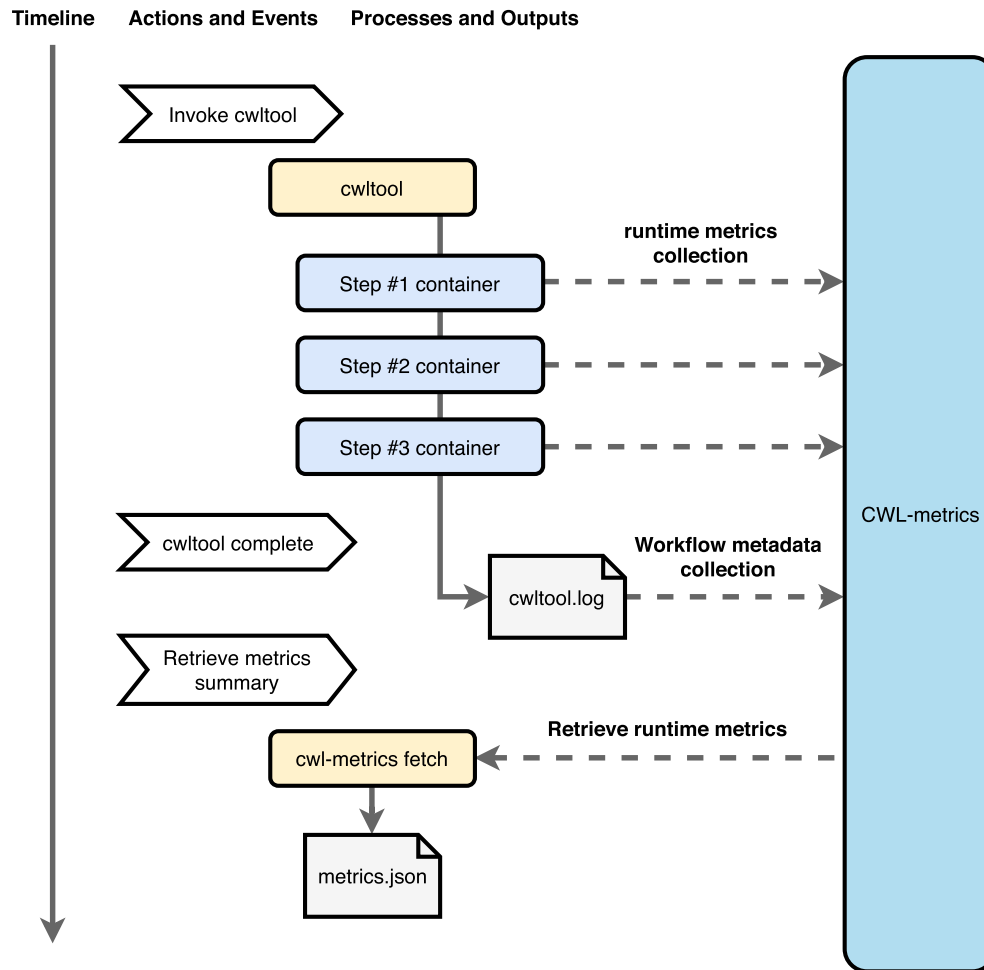 Timeline
Actions and Events
Processes and Outputs
Invoke cwltool
cwltool
runtime metrics
collection
Step #1 container
Step #2 container
Step #3 container
CWL-metrics
cwltool complete
Workflow metadata
collection
cwltool.log
Retrieve metrics
summary
Retrieve runtime metrics
cwl-metrics fetch
metrics.json